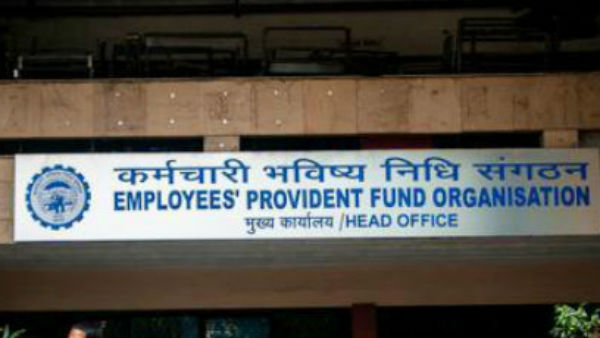 कर्मचारी भविष्य निधि संगठन
EMPLOYEES' PROVIDENT FUND ORGANISATION
मुख्य कार्यालय /HEAD OFFICE